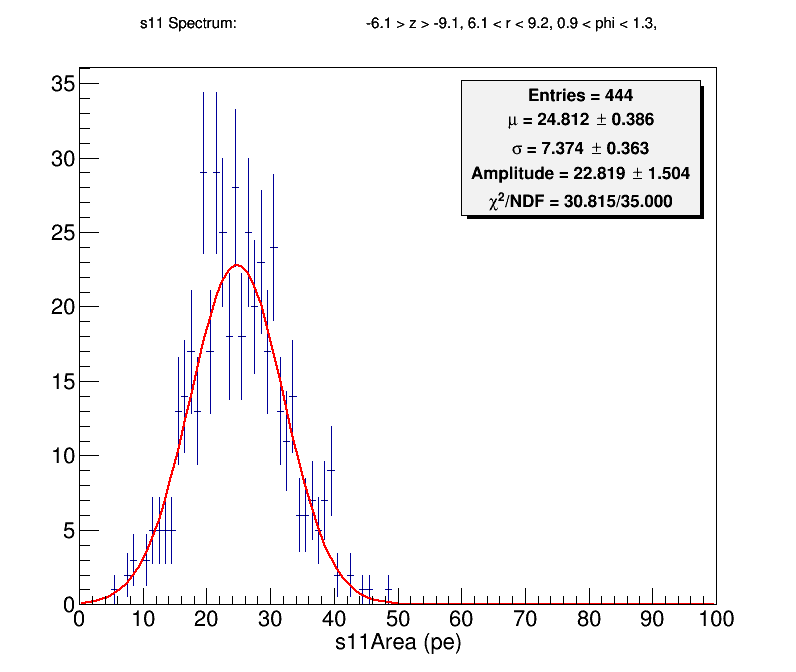 s11 Spectrum: -6.1 > z > -9.1, 6.1 < r < 9.2, 0.9 < phi < 1.3,
Entries = 444
μ = 24.812 ± 0.386
σ = 7.374 ± 0.363
Amplitude = 22.819 ± 1.504
χ²/NDF = 30.815/35.000
35
30
25
20
15
10
5
0
0 10 20 30 40 50 60 70 80 90 100
s11Area (pe)